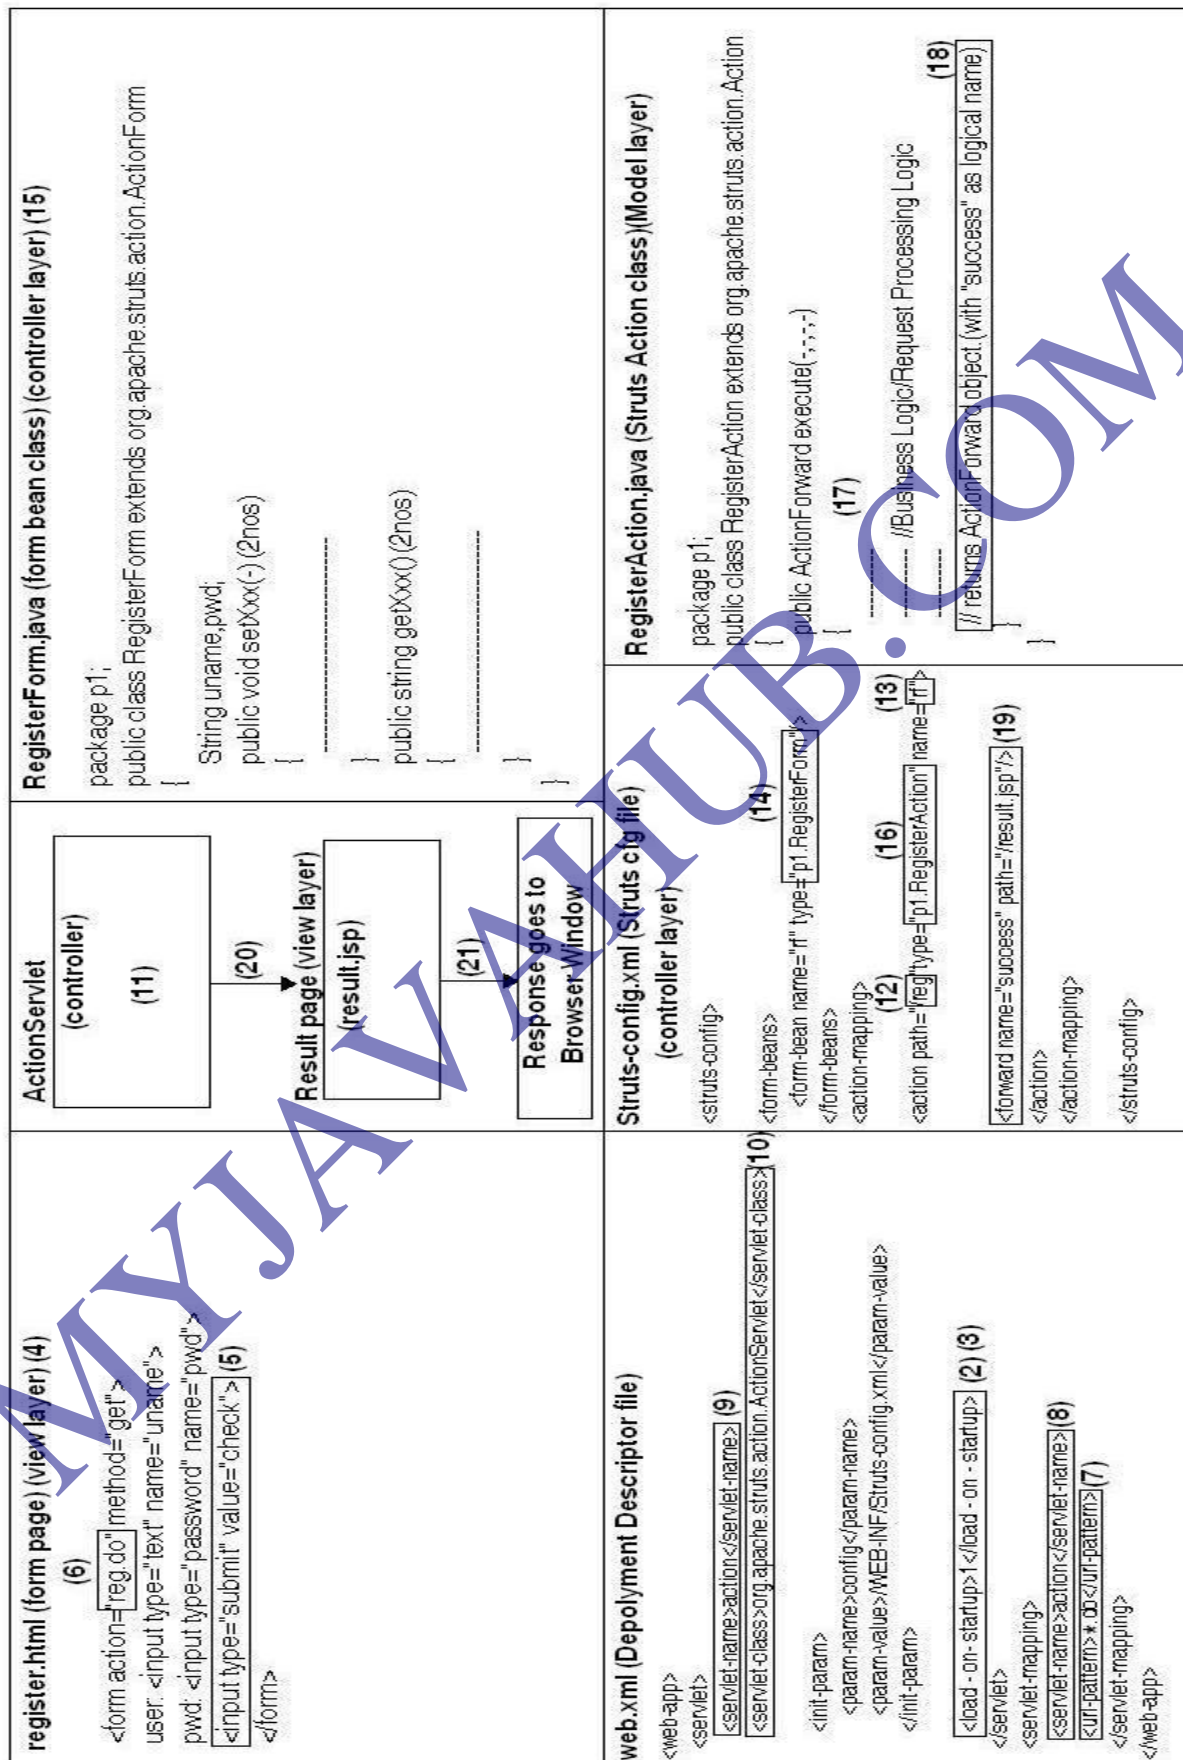 register.html (form page) (view layer) (4)
(6)
<form action="reg.do" method="get">
user: <input type="text" name="uname">
pwd: <input type="password" name="pwd">
<input type="submit" value="check" > (5)
</form>
ActionServlet
(controller)
(11)
(20)
Result page (view layer)
(result.jsp)
(21)
Response goes to
Browser Window
RegisterForm.java (form bean class) (controller layer) (15)
package p1;
public class RegisterForm extends org.apache.struts.action.ActionForm
{
String uname,pwd;
public void setXxx(-) (2nos)
{
--------------------
}
public string getXxx() (2nos)
{
--------------------
}
}
web.xml (Depolyment Descriptor file)
<web-app>
<servlet>
<servlet-name>action</servlet-name> (9)
<servlet-class>org.apache.struts.action.ActionServlet</servlet-class>(10)
<init-param>
<param-name>config</param-name>
<param-value>/WEB-INF/Struts-config.xml</param-value>
</init-param>
<load - on- startup>1</load - on - startup> (2) (3)
</servlet>
<servlet-mapping>
<servlet-name>action</servlet-name> (8)
<url-pattern>*.do</url-pattern> (7)
</servlet-mapping>
</web-app>
Struts-config.xml (Struts cfg file)
(controller layer)
<struts-config>
<form-beans>
(14)
<form-bean name="rf" type="p1.RegisterForm"/>
</form-beans>
<action-mapping>
(12) (16) (13)
<action path="/reg"type="p1.RegisterAction" name="rf">
<forward name="success" path="/result.jsp"/> (19)
</action>
</action-mapping>
</struts-config>
RegisterAction.java (Struts Action class)(Model layer)
package p1;
public class RegisterAction extends org.apache.struts.action.Action
{
public ActionForward execute(-,-,-,-)
{ (17)
----------
---------- //Business Logic/Request Processing Logic
----------
(18)
// returns ActionForward object.(with "success" as logical name)
}
}
MYJAVAHUB.COM